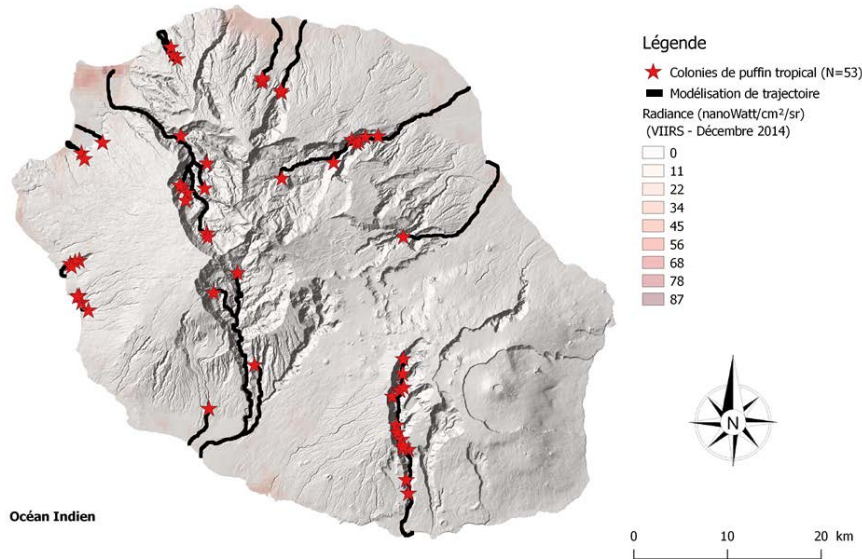 Légende
Colonies de puffin tropical (N=53)
Modélisation de trajectoire
Radiance (nanoWatt/cm²/sr)
(VIIRS - Décembre 2014)
0
11
22
34
45
56
68
78
87
N
Océan Indien
0 10 20 km